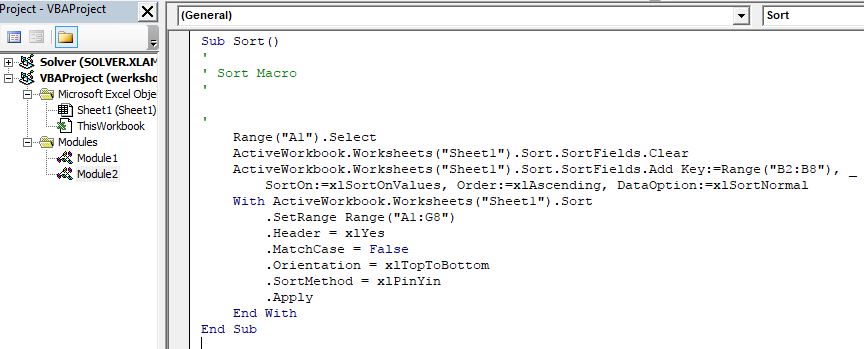 Project - VBAProject
(General)
Sort
Solver (SOLVER.XLAM
VBAProject (werksho
Microsoft Excel Obje
Sheet1 (Sheet1)
ThisWorkbook
Modules
Module1
Module2
Sub Sort()
'
' Sort Macro
'
'
Range("A1").Select
ActiveWorkbook.Worksheets("Sheet1").Sort.SortFields.Clear
ActiveWorkbook.Worksheets("Sheet1").Sort.SortFields.Add Key:=Range("B2:B8"), _
SortOn:=xlSortOnValues, Order:=xlAscending, DataOption:=xlSortNormal
With ActiveWorkbook.Worksheets("Sheet1").Sort
.SetRange Range("A1:G8")
.Header = xlYes
.MatchCase = False
.Orientation = xlTopToBottom
.SortMethod = xlPinYin
.Apply
End With
End Sub